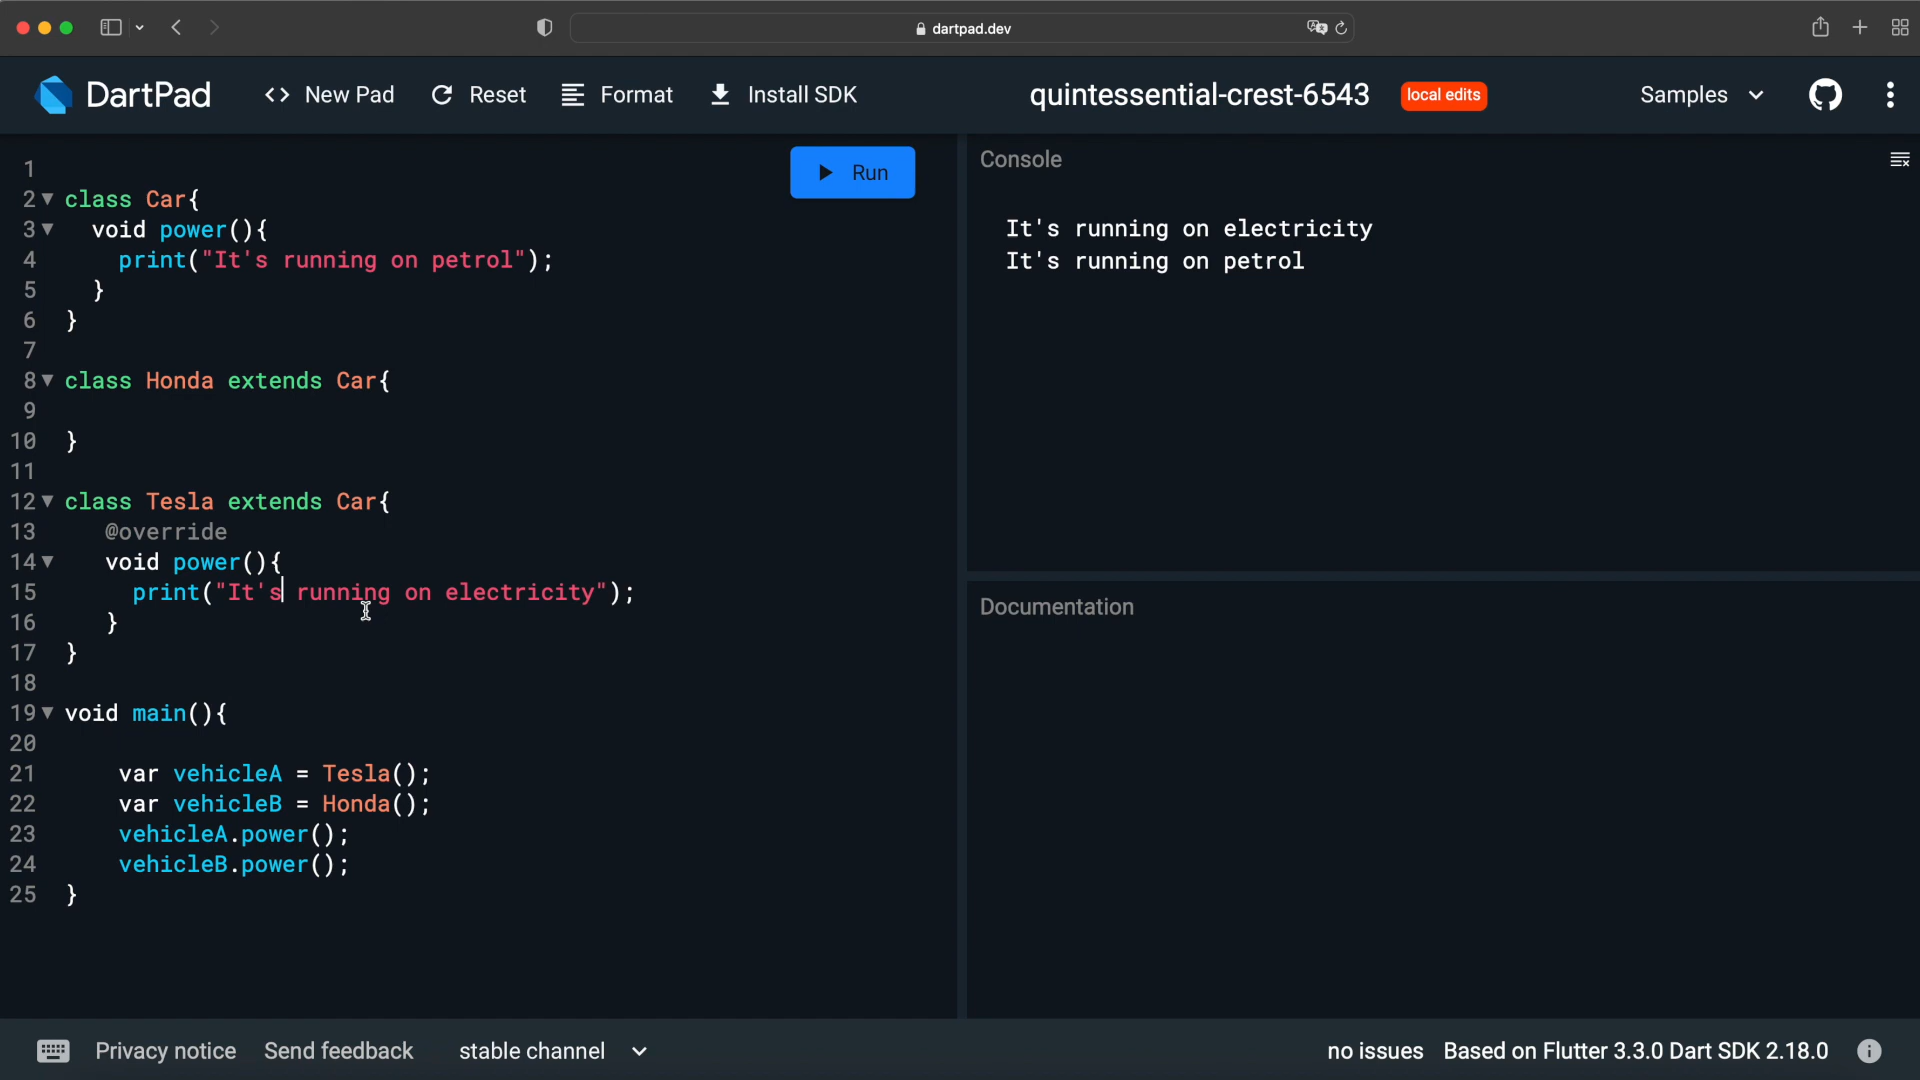 dartpad.dev
DartPad
<> New Pad
Reset
Format
Install SDK
quintessential-crest-6543
local edits
Samples
Run
1
2 class Car{
3   void power(){
4     print("It's running on petrol");
5   }
6 }
7
8 class Honda extends Car{
9
10 }
11
12 class Tesla extends Car{
13    @override
14    void power(){
15      print("It's running on electricity");
16    }
17 }
18
19 void main(){
20
21     var vehicleA = Tesla();
22     var vehicleB = Honda();
23     vehicleA.power();
24     vehicleB.power();
25 }
Console
It's running on electricity
It's running on petrol
Documentation
Privacy notice
Send feedback
stable channel
no issues
Based on Flutter 3.3.0 Dart SDK 2.18.0